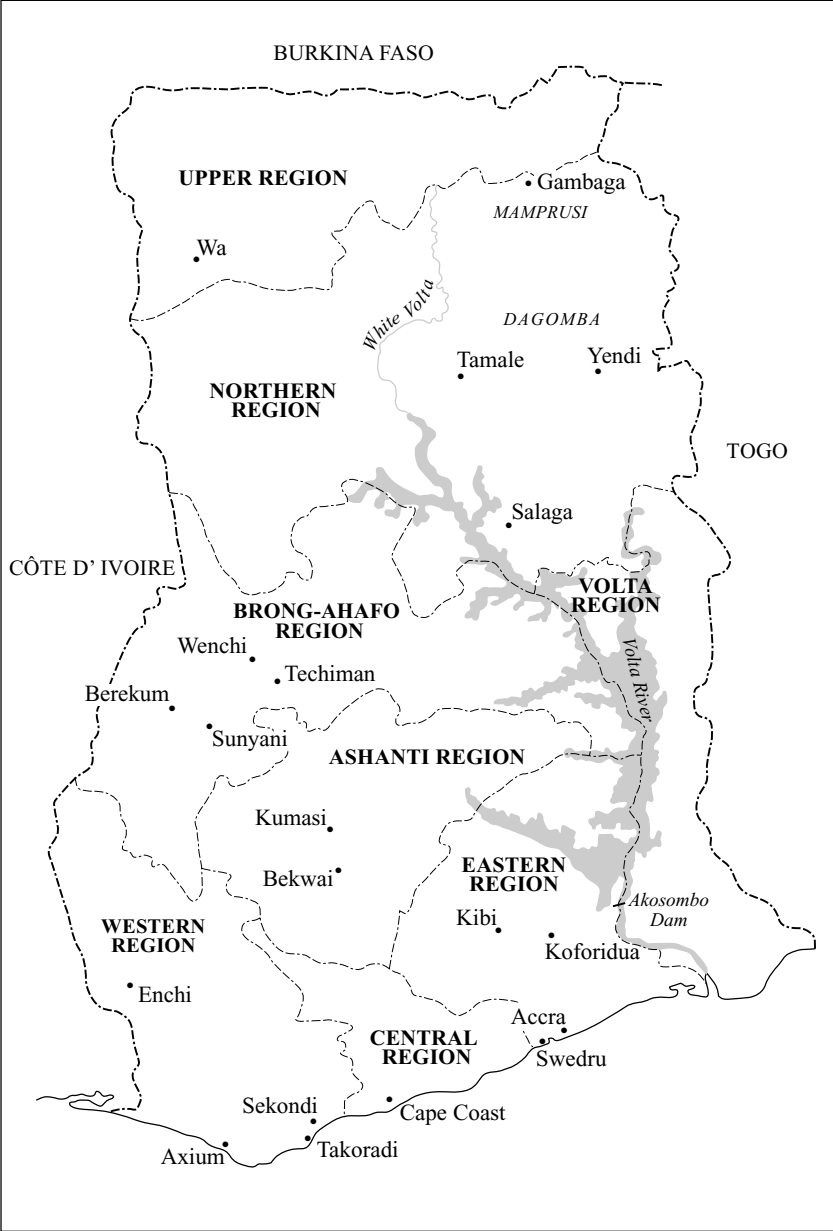 BURKINA FASO
UPPER REGION
Gambaga
MAMPRUSI
Wa
White Volta
DAGOMBA
Tamale
Yendi
NORTHERN
REGION
TOGO
Salaga
CÔTE D' IVOIRE
VOLTA
REGION
BRONG-AHAFO
REGION
Wenchi
Techiman
Volta River
Berekum
Sunyani
ASHANTI REGION
Kumasi
Bekwai
EASTERN
REGION
Akosombo
Dam
Kibi
WESTERN
REGION
Koforidua
Enchi
Accra
CENTRAL
REGION
Swedru
Sekondi
Cape Coast
Takoradi
Axium